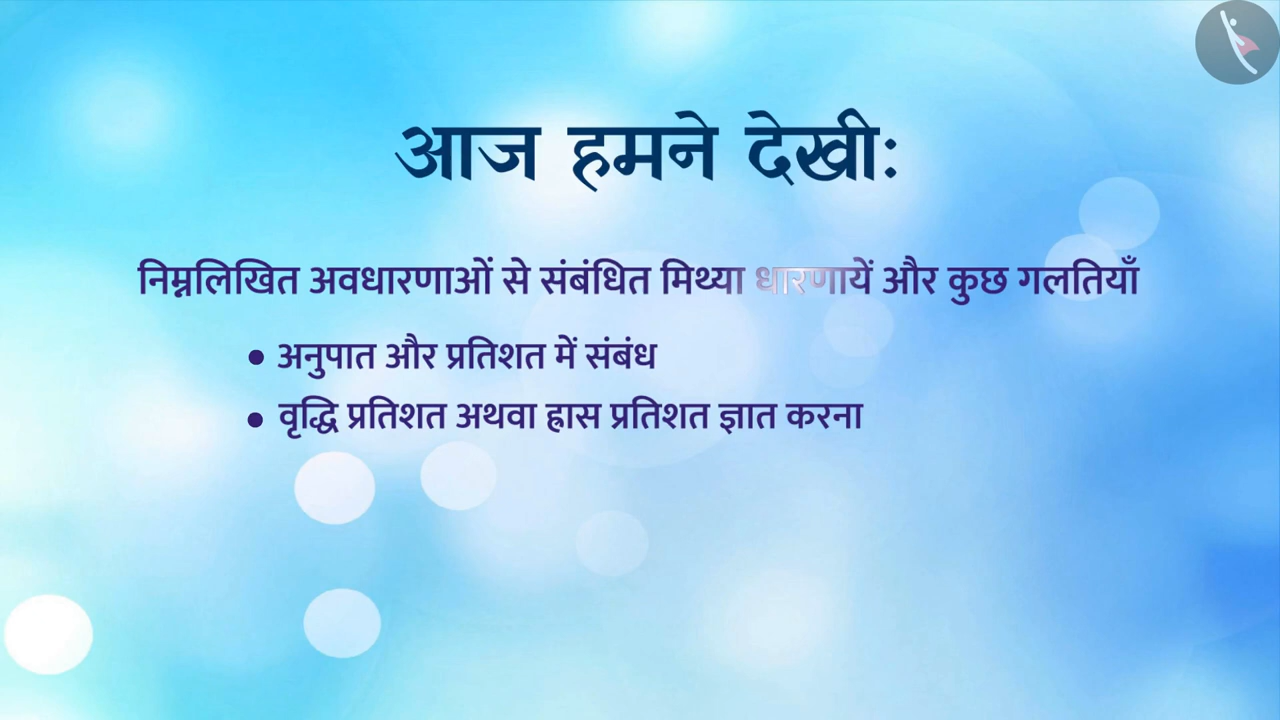 आज हमने देखी:
निम्नलिखित अवधारणाओं से संबंधित मिथ्या धारणायें और कुछ गलतियाँ
• अनुपात और प्रतिशत में संबंध
• वृद्धि प्रतिशत अथवा ह्रास प्रतिशत ज्ञात करना